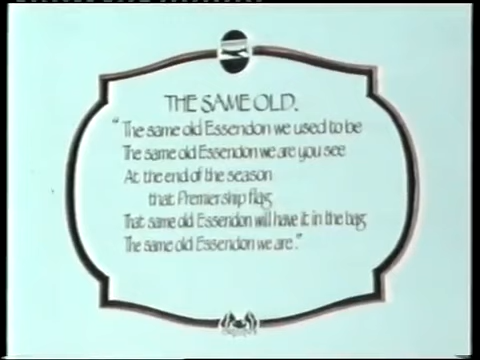 THE SAME OLD.
"The same old Essendon we used to be
The same old Essendon we are you see
At the end of the season
that Premiership flag
That same old Essendon will have it in the bag
The same old Essendon we are."